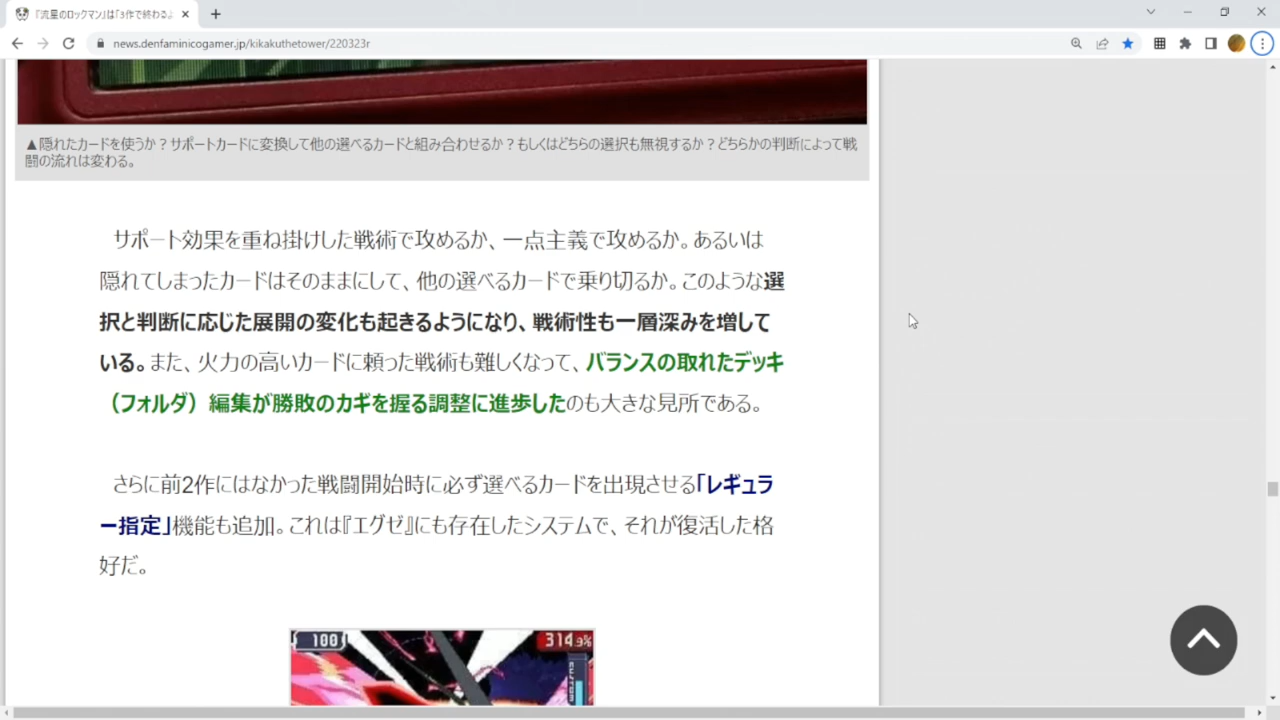 『流星のロックマン』は「3作で終わるよ
news.denfaminicogamer.jp/kikakuthetower/220323r
▲隠れたカードを使うか？サポートカードに変換して他の選べるカードと組み合わせるか？もしくはどちらの選択も無視するか？どちらかの判断によって戦
闘の流れは変わる。
サポート効果を重ね掛けした戦術で攻めるか、一点主義で攻めるか。あるいは
隠れてしまったカードはそのままにして、他の選べるカードで乗り切るか。このような選
択と判断に応じた展開の変化も起きるようになり、戦術性も一層深みを増して
いる。また、火力の高いカードに頼った戦術も難しくなって、バランスの取れたデッキ
（フォルダ）編集が勝敗のカギを握る調整に進歩したのも大きな見所である。
さらに前2作にはなかった戦闘開始時に必ず選べるカードを出現させる「レギュラ
ー指定」機能も追加。これは『エグゼ』にも存在したシステムで、それが復活した格
好だ。
100
314.9%
CUSTOM